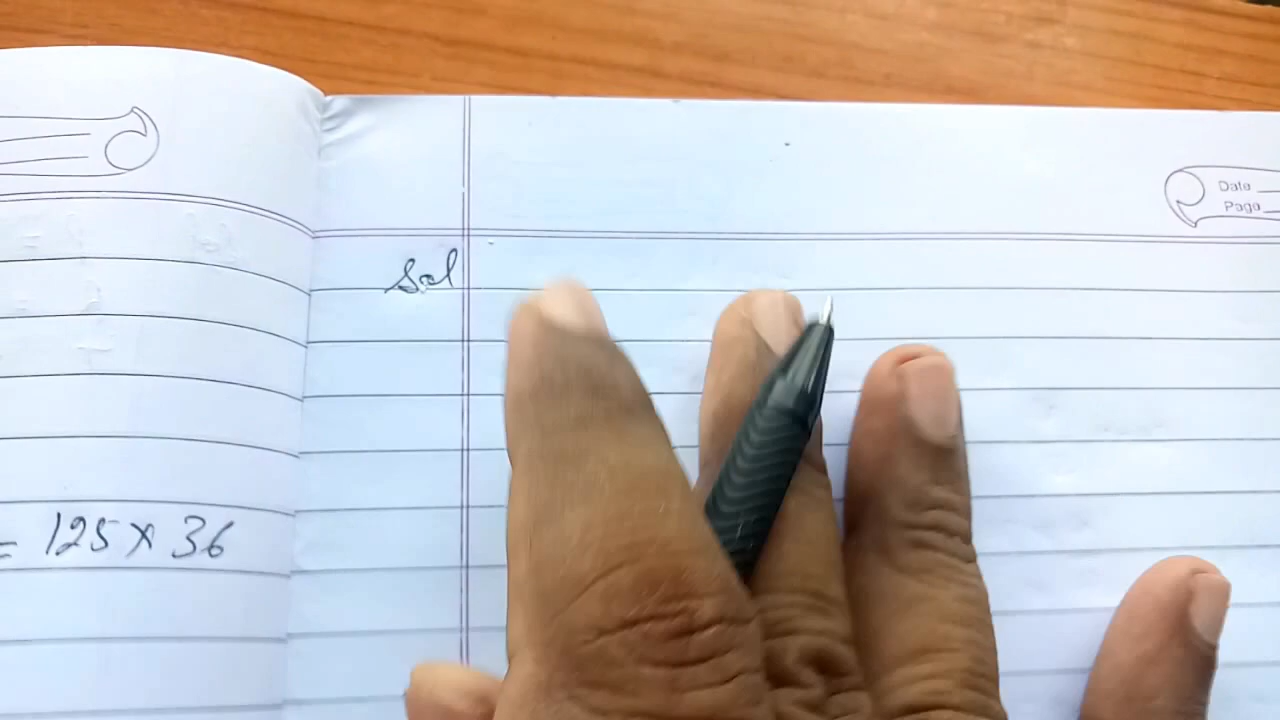 = 125 × 36
Sol
Date
Page